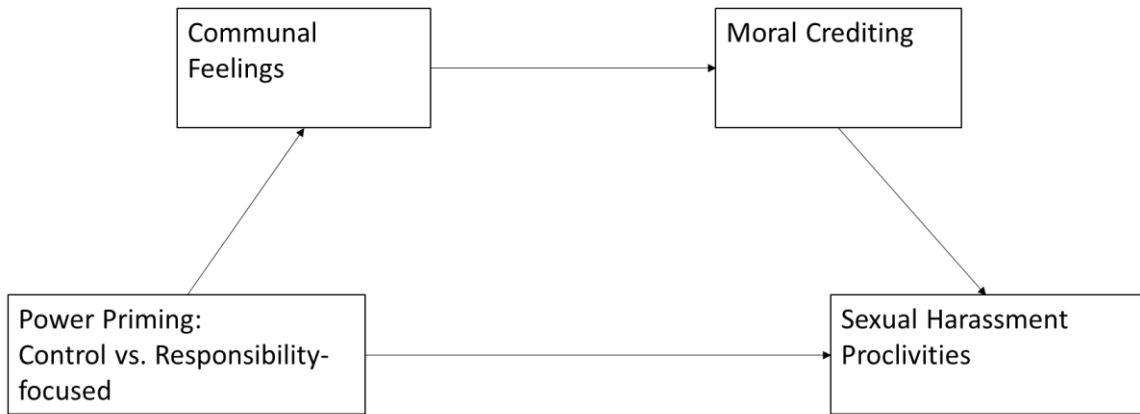 Communal
Feelings
Moral Crediting
Power Priming:
Control vs. Responsibility-
focused
Sexual Harassment
Proclivities